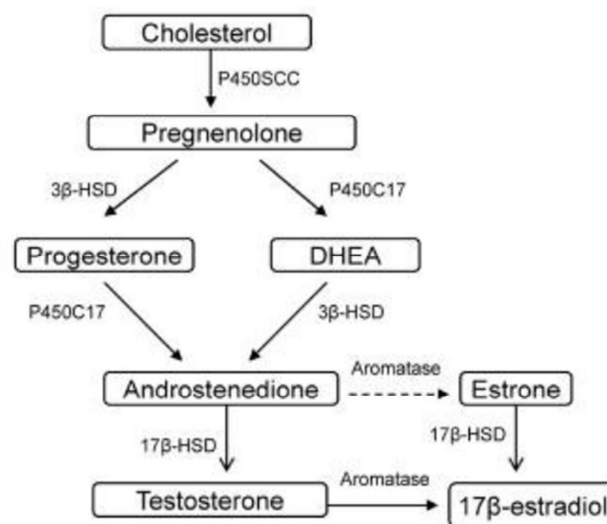 Cholesterol
P450SCC
Pregnenolone
3β-HSD
P450C17
Progesterone
DHEA
P450C17
3β-HSD
Aromatase
Androstenedione
Estrone
17β-HSD
17β-HSD
Aromatase
Testosterone
17β-estradiol